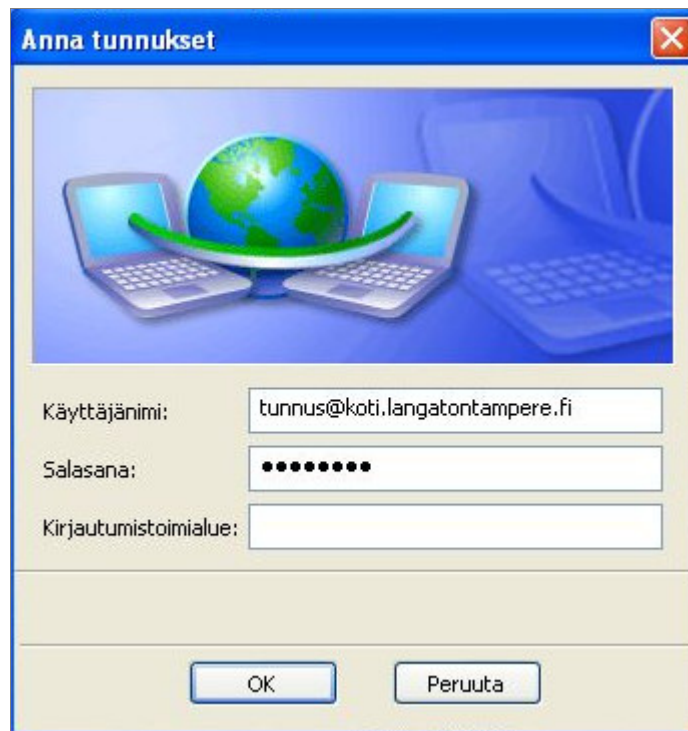 Anna tunnukset
Käyttäjänimi: tunnus@koti.langatontampere.fi
Salasana: ●●●●●●●●
Kirjautumistoimialue:
OK Peruuta